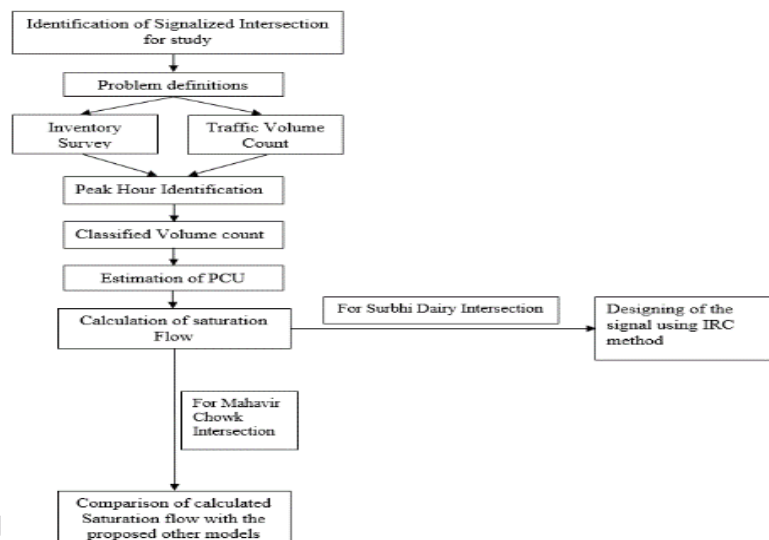 Identification of Signalized Intersection
for study
Problem definitions
Inventory
Survey
Traffic Volume
Count
Peak Hour Identification
Classified Volume count
Estimation of PCU
Calculation of saturation
Flow
For Surbhi Dairy Intersection
Designing of the
signal using IRC
method
For Mahavir
Chowk
Intersection
Comparison of calculated
Saturation flow with the
proposed other models